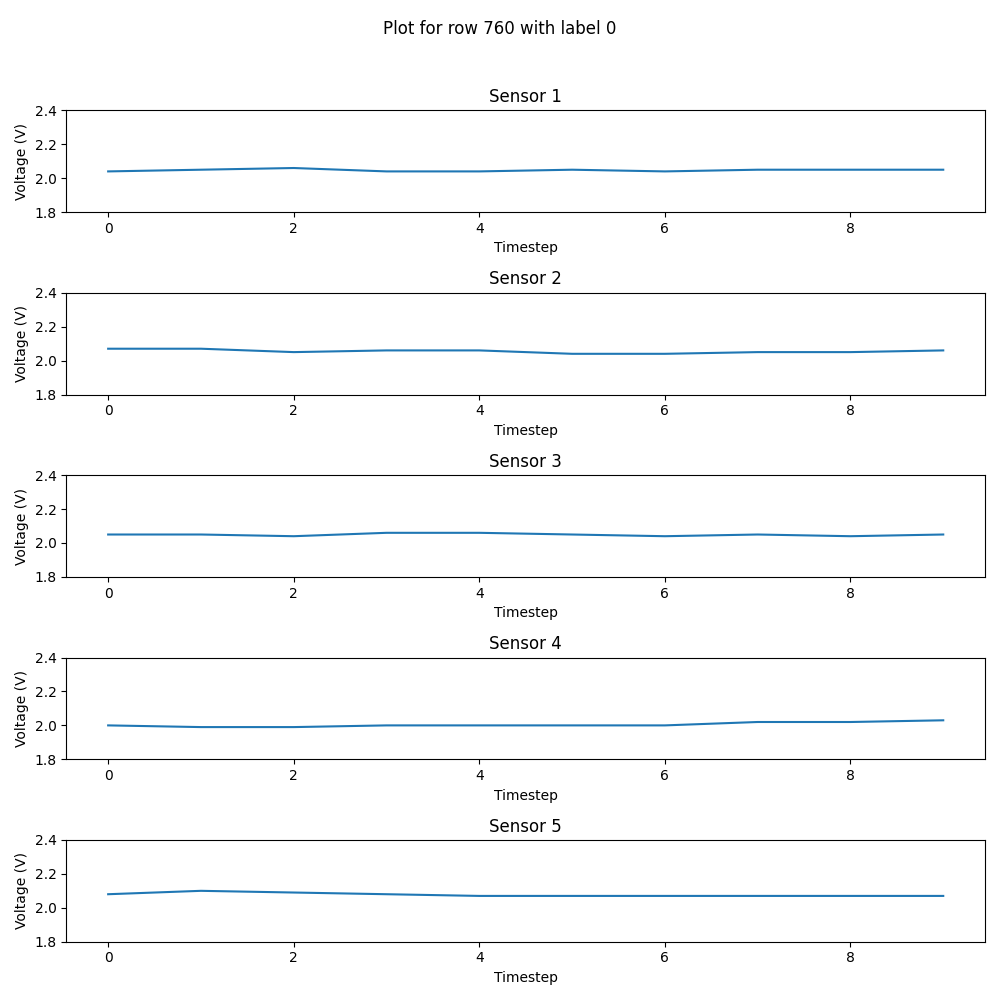 Plot for row 760 with label 0
Sensor 1
Voltage (V)
2.4
2.2
2.0
1.8
0 2 4 6 8
Timestep
Sensor 2
Voltage (V)
2.4
2.2
2.0
1.8
0 2 4 6 8
Timestep
Sensor 3
Voltage (V)
2.4
2.2
2.0
1.8
0 2 4 6 8
Timestep
Sensor 4
Voltage (V)
2.4
2.2
2.0
1.8
0 2 4 6 8
Timestep
Sensor 5
Voltage (V)
2.4
2.2
2.0
1.8
0 2 4 6 8
Timestep